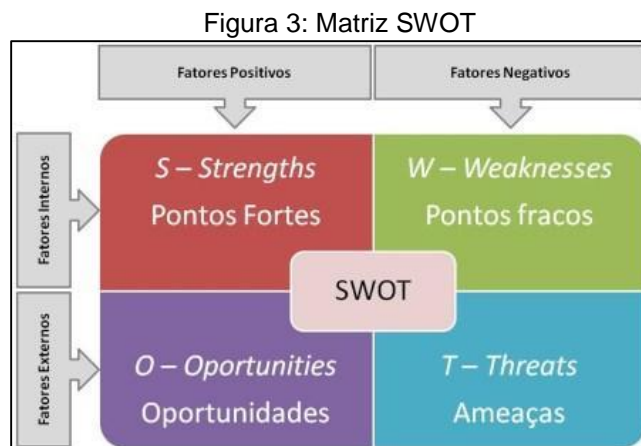 Figura 3: Matriz SWOT
Fatores Positivos
Fatores Negativos
Fatores Internos
S – Strengths
Pontos Fortes
W – Weaknesses
Pontos fracos
SWOT
Fatores Externos
O – Oportunities
Oportunidades
T – Threats
Ameaças